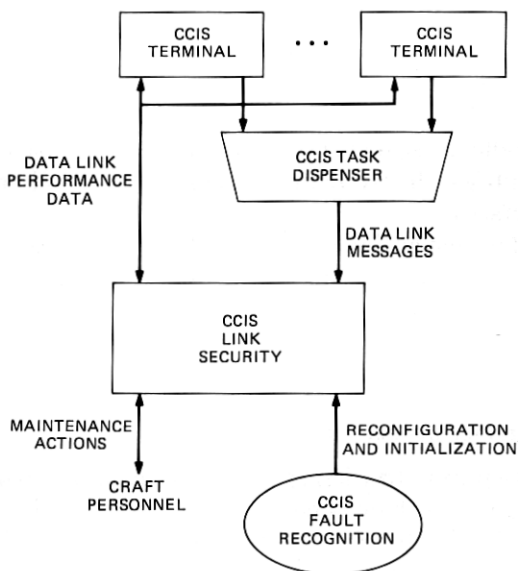 CCIS
TERMINAL
• • •
CCIS
TERMINAL
CCIS TASK
DISPENSER
DATA LINK
PERFORMANCE
DATA
DATA LINK
MESSAGES
CCIS
LINK
SECURITY
MAINTENANCE
ACTIONS
RECONFIGURATION
AND INITIALIZATION
CRAFT
PERSONNEL
CCIS
FAULT
RECOGNITION